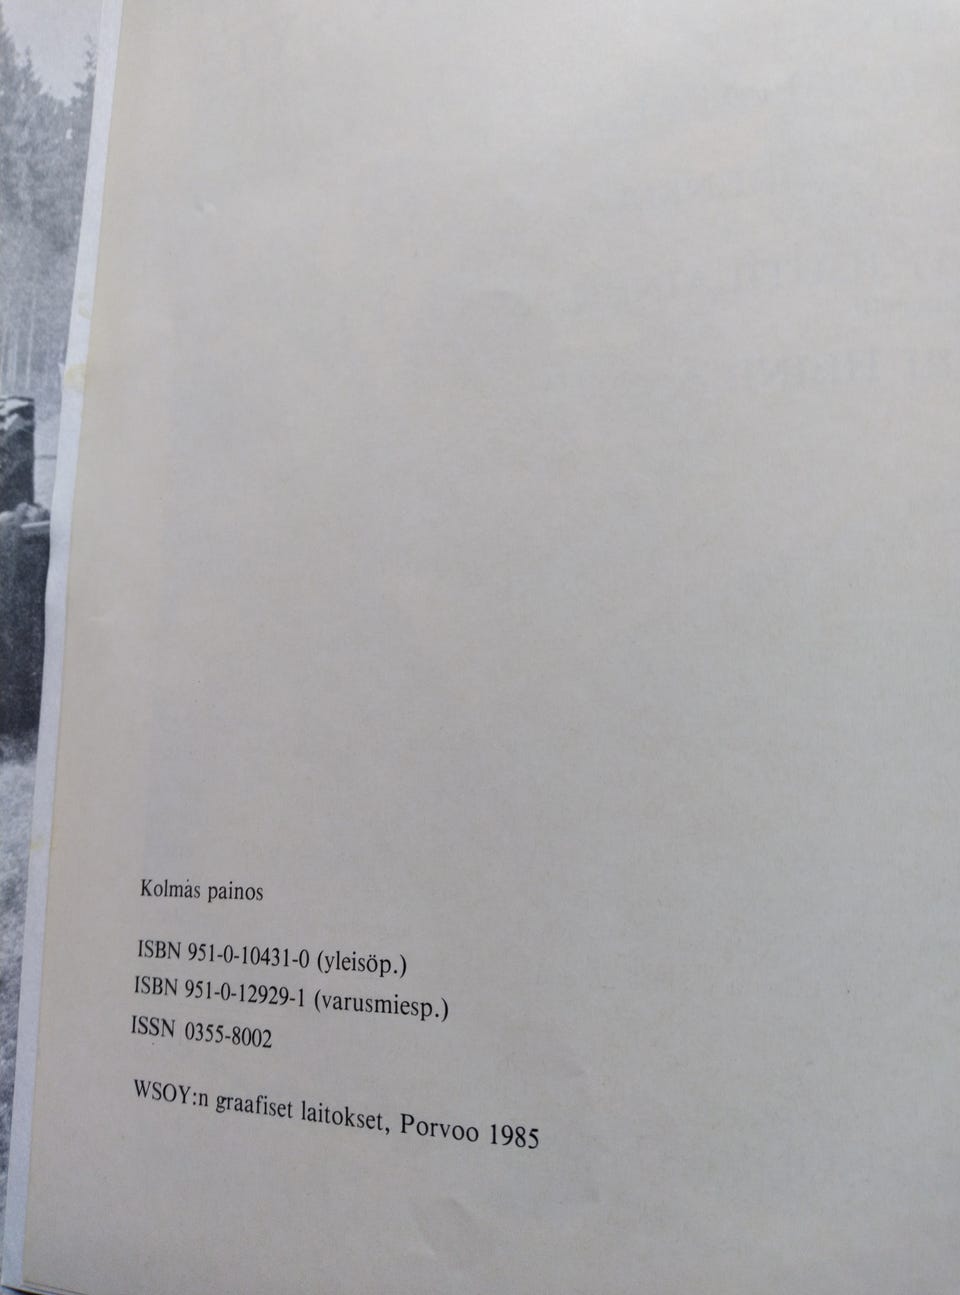 Kolmas painos
ISBN 951-0-10431-0 (yleisöp.)
ISBN 951-0-12929-1 (varusmiesp.)
ISSN 0355-8002
WSOY:n graafiset laitokset, Porvoo 1985